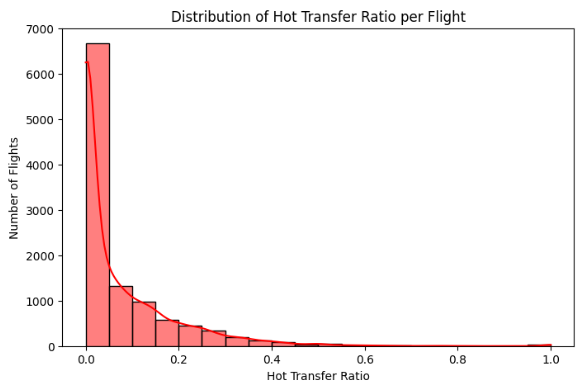 Distribution of Hot Transfer Ratio per Flight
7000
6000
5000
4000
3000
2000
1000
0
Number of Flights
0.0 0.2 0.4 0.6 0.8 1.0
Hot Transfer Ratio